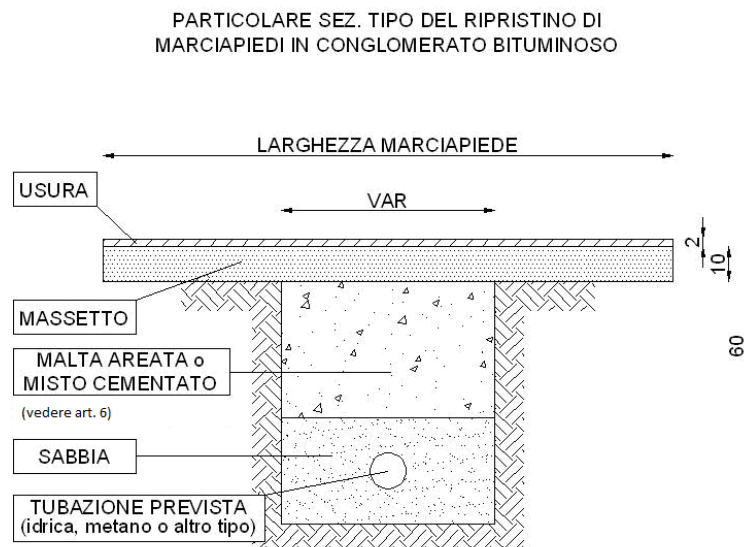 PARTICOLARE SEZ. TIPO DEL RIPRISTINO DI
MARCIAPIEDI IN CONGLOMERATO BITUMINOSO
LARGHEZZA MARCIAPIEDE
USURA
VAR
2
10
60
MASSETTO
MALTA AREATA o
MISTO CEMENTATO
(vedere art. 6)
SABBIA
TUBAZIONE PREVISTA
(idrica, metano o altro tipo)